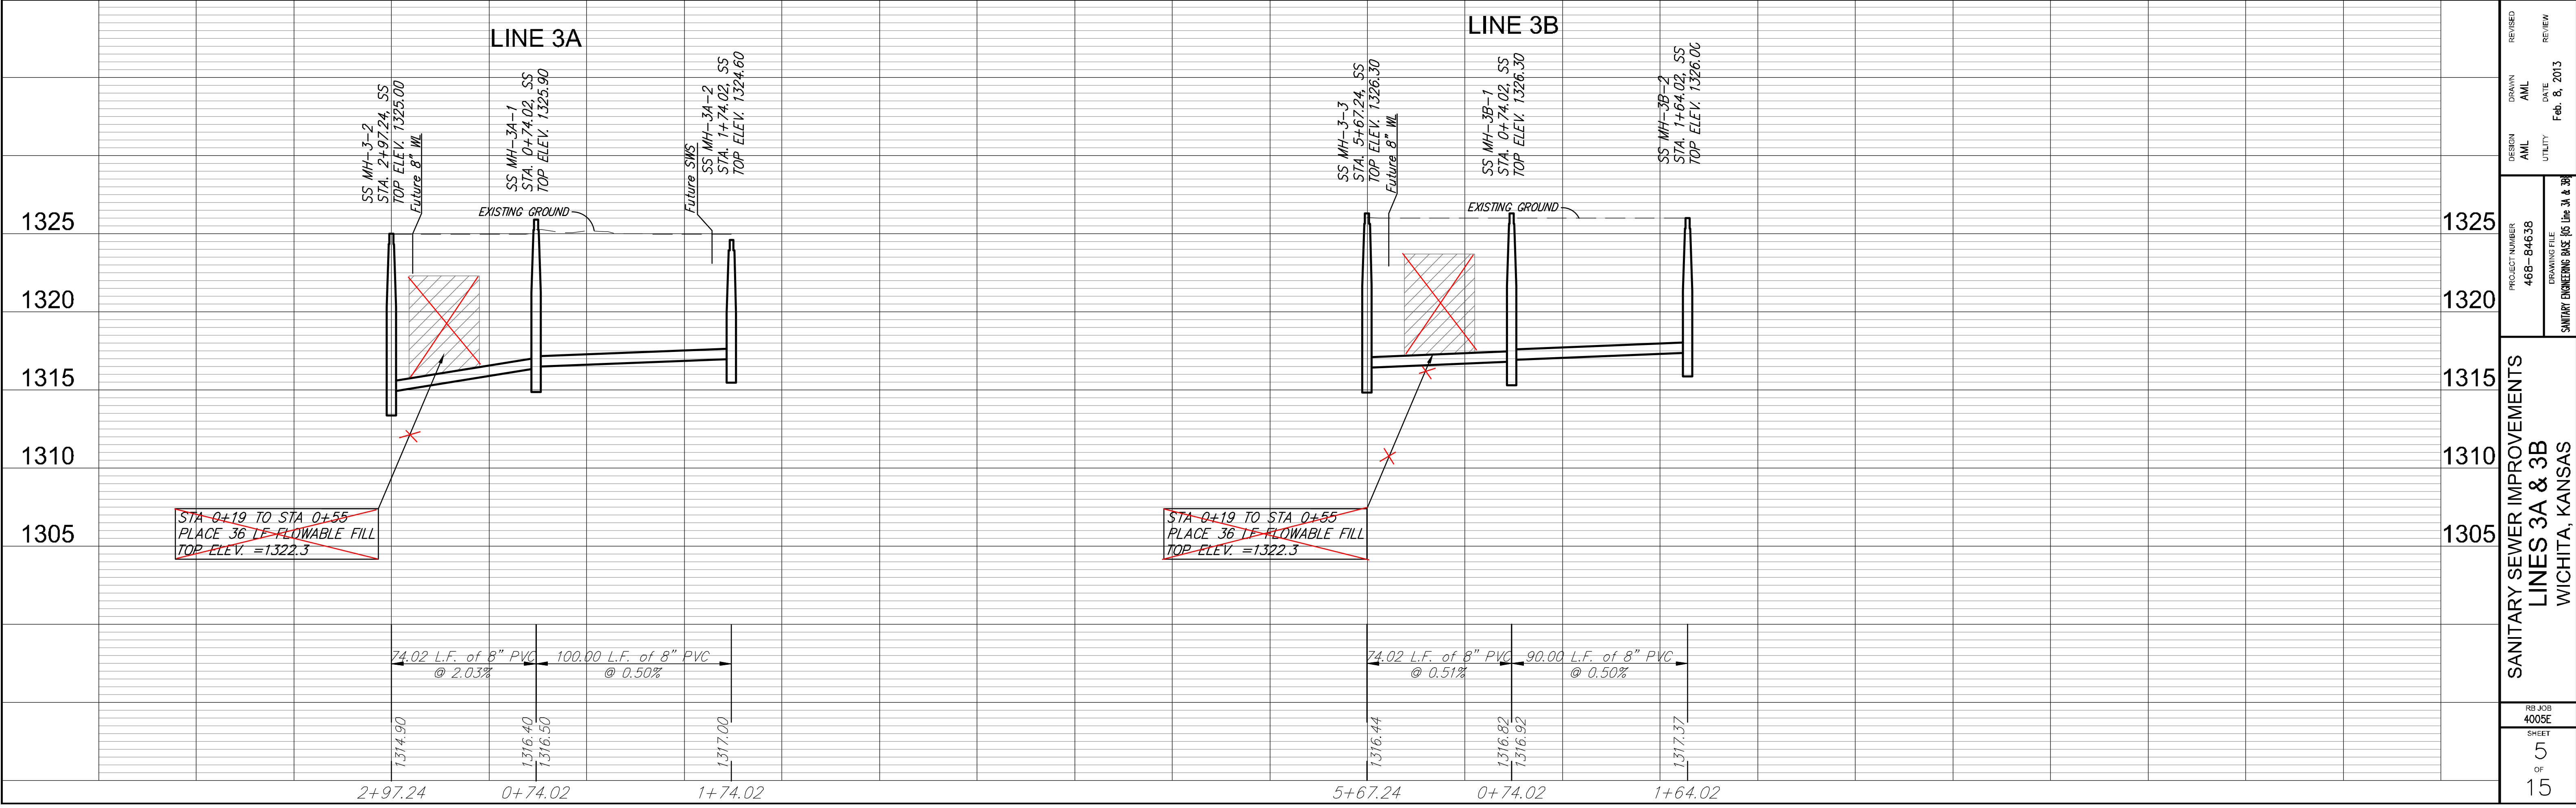 LINE 3A
SS MH-3-2
STA. 2+97.24, SS
TOP ELEV. 1325.00
Future 8" WL
SS MH-3A-1
STA. 0+74.02, SS
TOP ELEV. 1325.90
EXISTING GROUND
Future SWS
SS MH-3A-2
STA. 1+74.02, SS
TOP ELEV. 1324.60
LINE 3B
SS MH-3-3
STA. 5+67.24, SS
TOP ELEV. 1326.30
Future 8" WL
SS MH-3B-1
STA. 0+74.02, SS
TOP ELEV. 1326.30
EXISTING GROUND
SS MH-3B-2
STA. 1+64.02, SS
TOP ELEV. 1326.00
1325
1320
1315
1310
1305
1325
1320
1315
1310
1305
STA 0+19 TO STA 0+55
PLACE 36 LF FLOWABLE FILL
TOP ELEV. =1322.3
STA 0+19 TO STA 0+55
PLACE 36 LF FLOWABLE FILL
TOP ELEV. =1322.3
74.02 L.F. of 8" PVC
@ 2.03%
100.00 L.F. of 8" PVC
@ 0.50%
74.02 L.F. of 8" PVC
@ 0.51%
90.00 L.F. of 8" PVC
@ 0.50%
1314.90
1316.40
1316.50
1317.00
1316.44
1316.82
1316.92
1317.37
2+97.24
0+74.02
1+74.02
5+67.24
0+74.02
1+64.02
REVISED
REVIEW
DRAWN
AML
DATE
Feb. 8, 2013
DESIGN
AML
UTILITY
PROJECT NUMBER
468-84638
DRAWING FILE
SANITARY ENGINEERING BASE (05 Line 3A & 3B)
SANITARY SEWER IMPROVEMENTS
LINES 3A & 3B
WICHITA, KANSAS
RB JOB
4005E
SHEET
5
OF
15